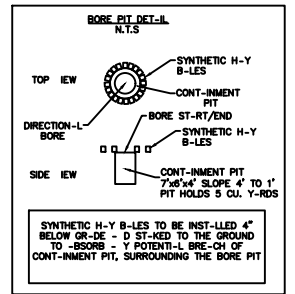 BORE PIT DET-IL
N.T.S
SYNTHETIC H-Y
B-LES
TOP IEW
CONT-INMENT
PIT
DIRECTION-L
BORE
BORE ST-RT/END
SYNTHETIC H-Y
B-LES
SIDE IEW
CONT-INMENT PIT
7'x6'x4' SLOPE 4' TO 1'
PIT HOLDS 5 CU. Y-RDS
SYNTHETIC H-Y B-LES TO BE INST-LLED 4"
BELOW GR-DE - D ST-KED TO THE GROUND
TO -BSORB - Y POTENTI-L BRE-CH OF
CONT-INMENT PIT, SURROUNDING THE BORE PIT